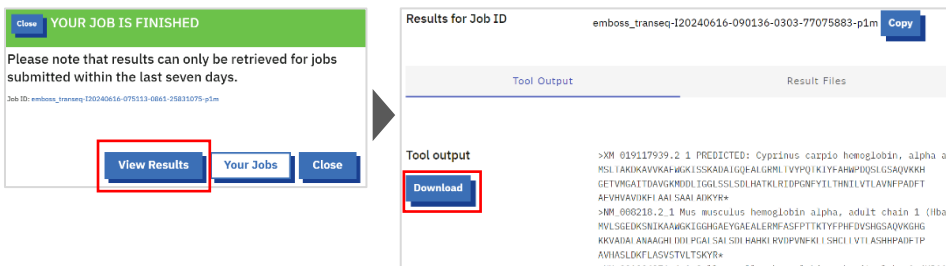 Close YOUR JOB IS FINISHED
Please note that results can only be retrieved for jobs
submitted within the last seven days.
Job ID: emboss_transeq-I20240616-075113-0861-25831075-p1m
View Results Your Jobs Close
Results for Job ID emboss_transeq-I20240616-090136-0303-77075883-p1m Copy
Tool Output Result Files
Tool output
Download
>XM_019117939.2_1 PREDICTED: Cyprinus carpio hemoglobin, alpha a
MSLTAKDKAVVKAFWGKISSKADAIGQEALGRMLTVYPQTKIYFAHWPDQSLGSAQVKKH
GETVMGAITDAVGKMDDLIGGLSSLSDLHATKLRIDPGNFYILTHNILVTLAVNFPADFT
AFVHVAVDKFLAALSAALADKYR*
>NM_008218.2_1 Mus musculus hemoglobin alpha, adult chain 1 (Hba
MVLSGEDKSNIKAAWGKIGGHGAEYGAEALERMFASFPTTKTYFPHFDVSHGSAQVKGHG
KKVADALANAAGHLDDLPGALSALSDLHAHKLRVDPVNFKLLSHCLLVTLASHHPADFTP
AVHASLDKFLASVSTVLTSKYR*